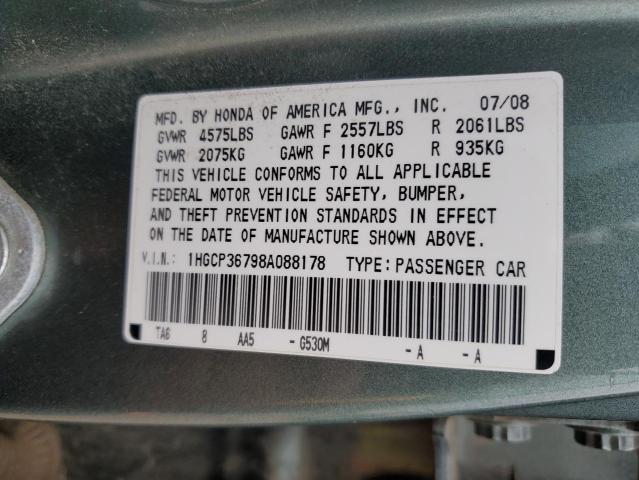 MFD. BY HONDA OF AMERICA MFG., INC. 07/08
GVWR 4575LBS GAWR F 2557LBS R 2061LBS
GVWR 2075KG GAWR F 1160KG R 935KG
THIS VEHICLE CONFORMS TO ALL APPLICABLE
FEDERAL MOTOR VEHICLE SAFETY, BUMPER,
AND THEFT PREVENTION STANDARDS IN EFFECT
ON THE DATE OF MANUFACTURE SHOWN ABOVE.
V.I.N.: 1HGCP36798A088178 TYPE: PASSENGER CAR
TA6 8 AA5 - G530M - A - A